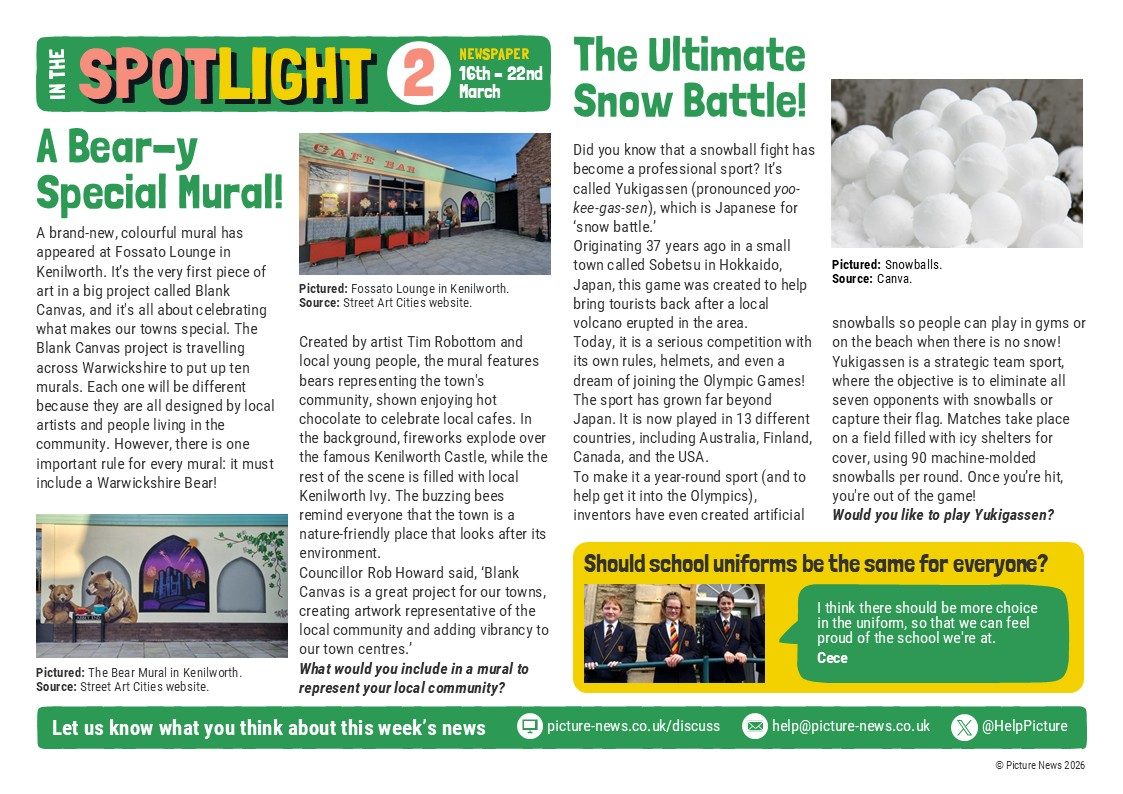 IN THE
SPOTLIGHT
2
NEWSPAPER
16th – 22nd
March
A Bear-y
Special Mural!
A brand-new, colourful mural has
appeared at Fossato Lounge in
Kenilworth. It's the very first piece of
art in a big project called Blank
Canvas, and it's all about celebrating
what makes our towns special. The
Blank Canvas project is travelling
across Warwickshire to put up ten
murals. Each one will be different
because they are all designed by local
artists and people living in the
community. However, there is one
important rule for every mural: it must
include a Warwickshire Bear!
Pictured: The Bear Mural in Kenilworth.
Source: Street Art Cities website.
CAFE BAR
Pictured: Fossato Lounge in Kenilworth.
Source: Street Art Cities website.
Created by artist Tim Robottom and
local young people, the mural features
bears representing the town's
community, shown enjoying hot
chocolate to celebrate local cafes. In
the background, fireworks explode over
the famous Kenilworth Castle, while the
rest of the scene is filled with local
Kenilworth Ivy. The buzzing bees
remind everyone that the town is a
nature-friendly place that looks after its
environment.
Councillor Rob Howard said, ‘Blank
Canvas is a great project for our towns,
creating artwork representative of the
local community and adding vibrancy to
our town centres.’
What would you include in a mural to
represent your local community?
The Ultimate
Snow Battle!
Did you know that a snowball fight has
become a professional sport? It’s
called Yukigassen (pronounced yoo-
kee-gas-sen), which is Japanese for
‘snow battle.’
Originating 37 years ago in a small
town called Sobetsu in Hokkaido,
Japan, this game was created to help
bring tourists back after a local
volcano erupted in the area.
Today, it is a serious competition with
its own rules, helmets, and even a
dream of joining the Olympic Games!
The sport has grown far beyond
Japan. It is now played in 13 different
countries, including Australia, Finland,
Canada, and the USA.
To make it a year-round sport (and to
help get it into the Olympics),
inventors have even created artificial
Pictured: Snowballs.
Source: Canva.
snowballs so people can play in gyms or
on the beach when there is no snow!
Yukigassen is a strategic team sport,
where the objective is to eliminate all
seven opponents with snowballs or
capture their flag. Matches take place
on a field filled with icy shelters for
cover, using 90 machine-molded
snowballs per round. Once you’re hit,
you're out of the game!
Would you like to play Yukigassen?
Should school uniforms be the same for everyone?
I think there should be more choice
in the uniform, so that we can feel
proud of the school we're at.
Cece
Let us know what you think about this week’s news
picture-news.co.uk/discuss
help@picture-news.co.uk
@HelpPicture
© Picture News 2026